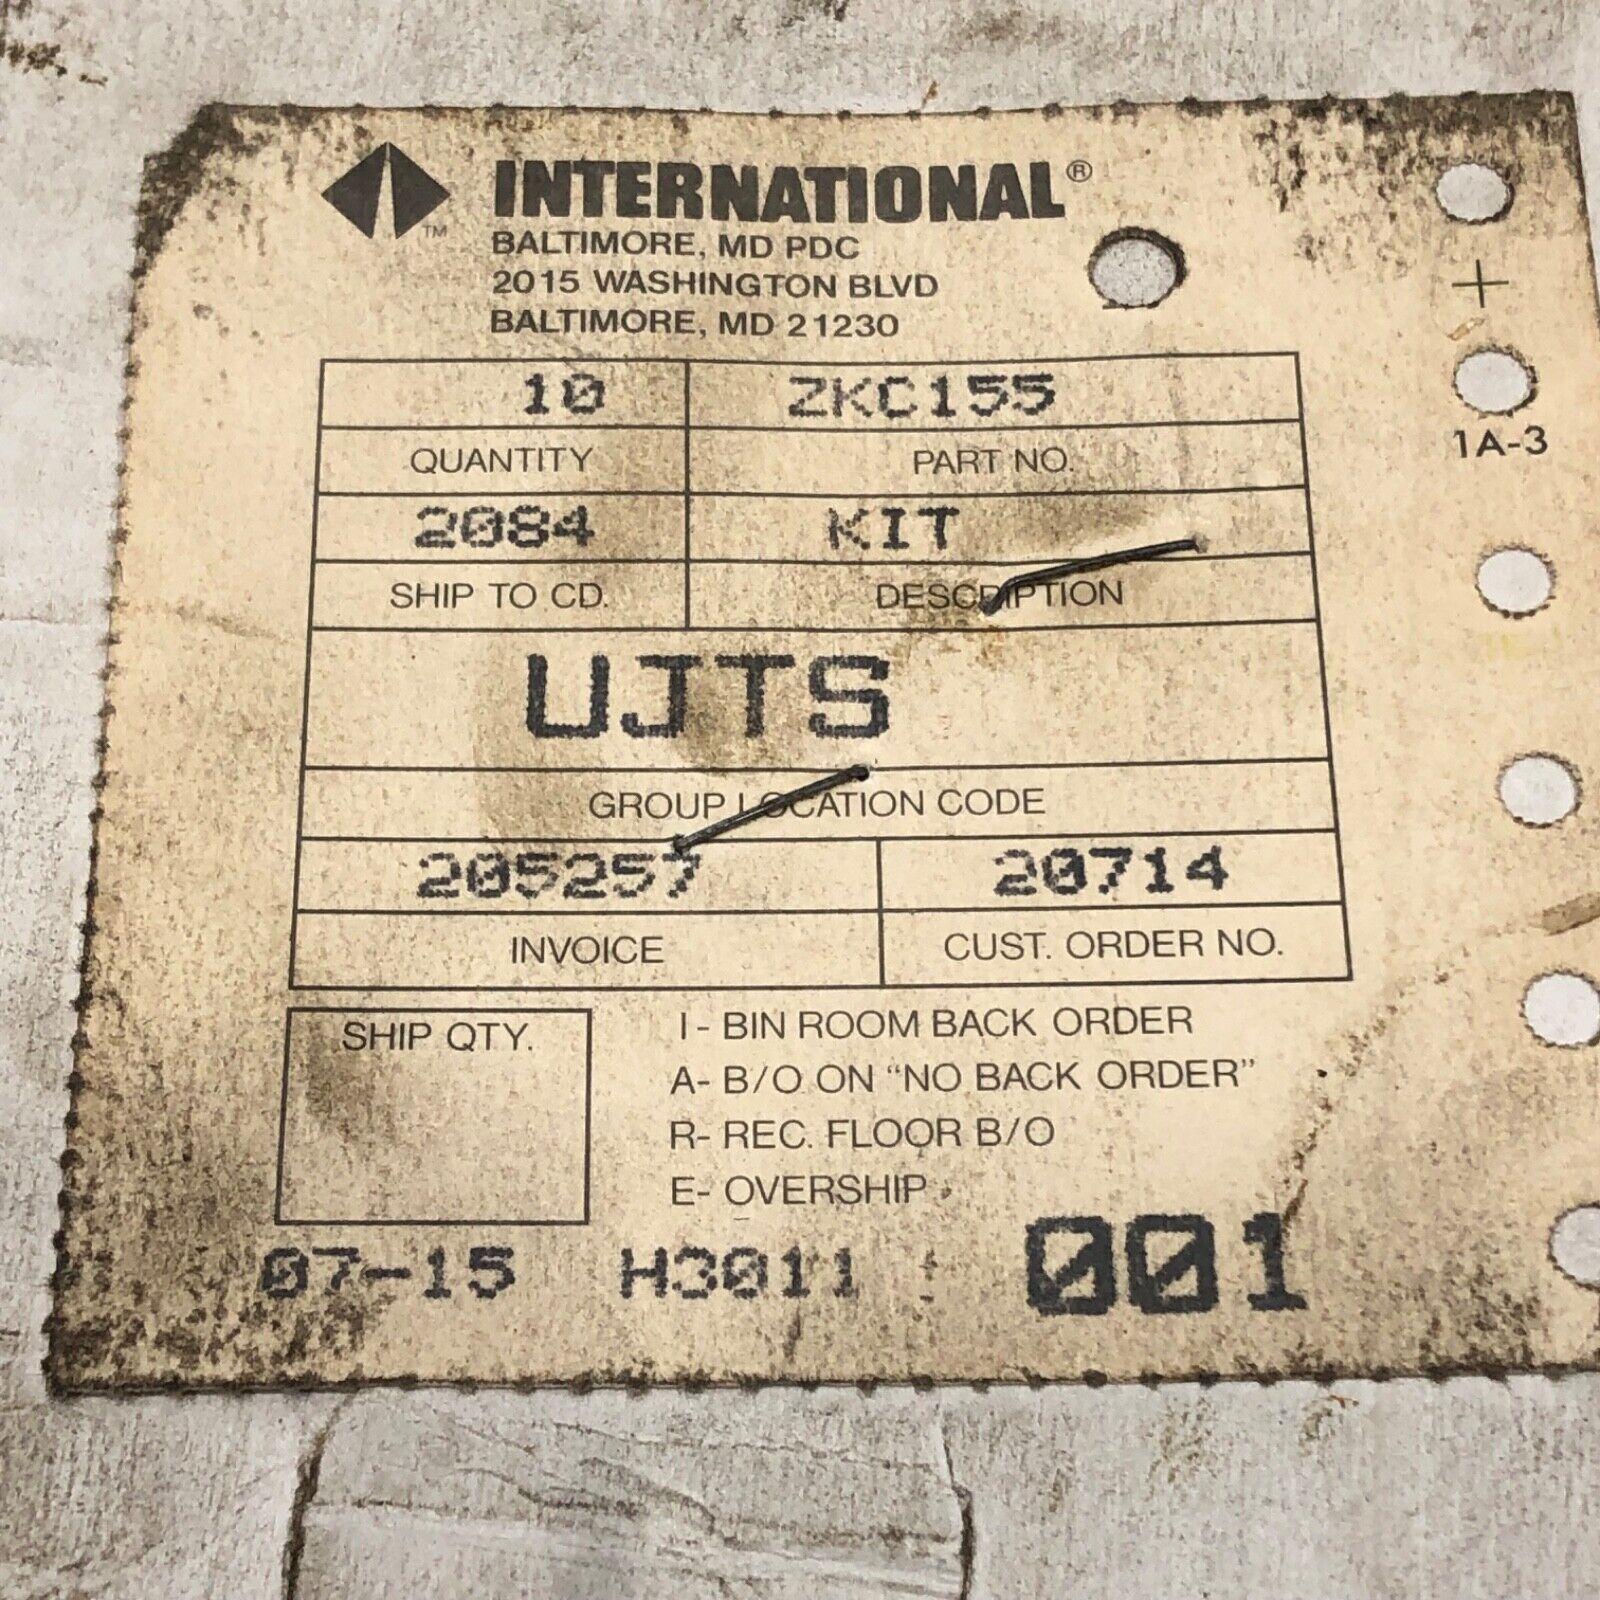 INTERNATIONAL®
TM
BALTIMORE, MD PDC
2015 WASHINGTON BLVD
BALTIMORE, MD 21230
10 ZKC155
QUANTITY PART NO.
1A-3
2084 KIT
SHIP TO CD. DESCRIPTION
UJTS
GROUP LOCATION CODE
205257 20714
INVOICE CUST. ORDER NO.
SHIP QTY.
I- BIN ROOM BACK ORDER
A- B/O ON "NO BACK ORDER"
R- REC. FLOOR B/O
E- OVERSHIP
07-15 H3011 001